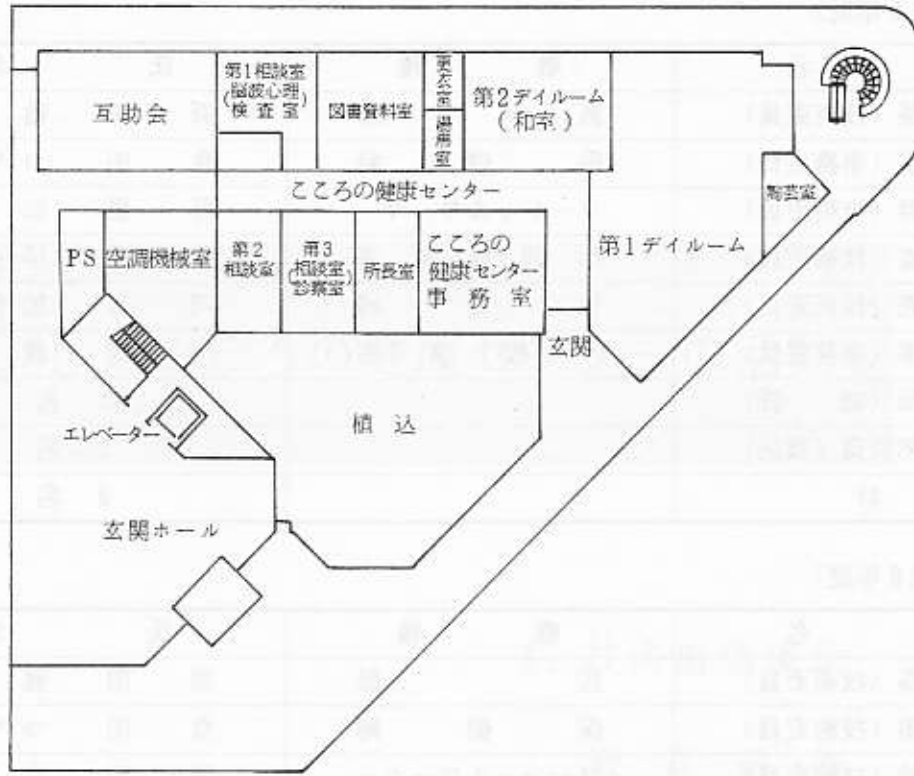 互助会
第1相談室
(脳波心理)
検査室
図書資料室
更衣室
湯沸室
第2デイルーム
(和室)
こころの健康センター
陶芸室
PS
空調機械室
第2
相談室
第3
(相談室)
診察室
所長室
こころの
健康センター
事務室
第1デイルーム
玄関
エレベーター
植込
玄関ホール